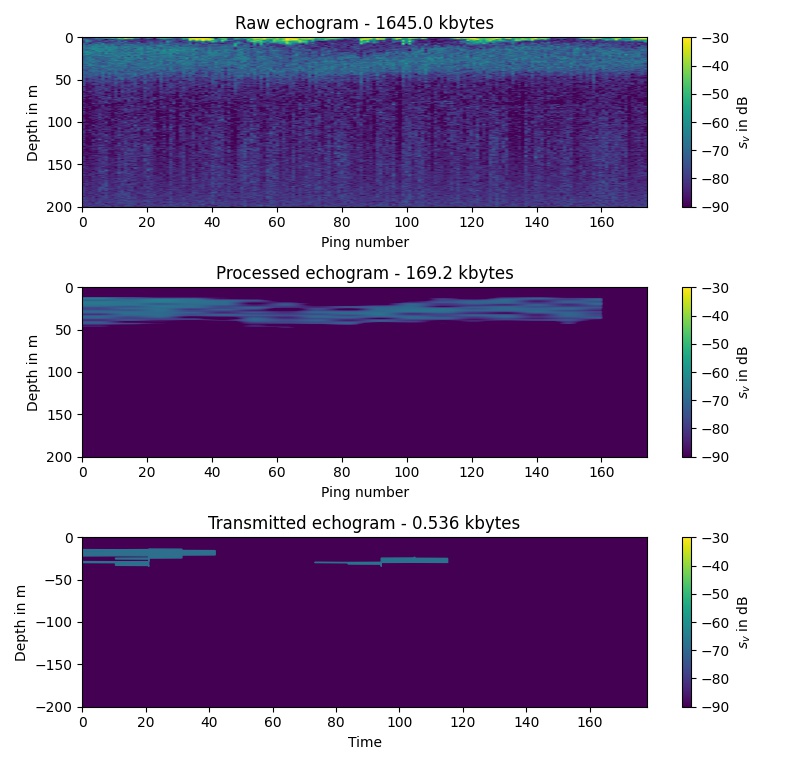 Raw echogram - 1645.0 kbytes
0
50
100
150
200
Depth in m
0 20 40 60 80 100 120 140 160
Ping number
−30
−40
−50
−60
−70
−80
−90
sv in dB
Processed echogram - 169.2 kbytes
0
50
100
150
200
Depth in m
0 20 40 60 80 100 120 140 160
Ping number
−30
−40
−50
−60
−70
−80
−90
sv in dB
Transmitted echogram - 0.536 kbytes
0
−50
−100
−150
−200
Depth in m
0 20 40 60 80 100 120 140 160
Time
−30
−40
−50
−60
−70
−80
−90
sv in dB